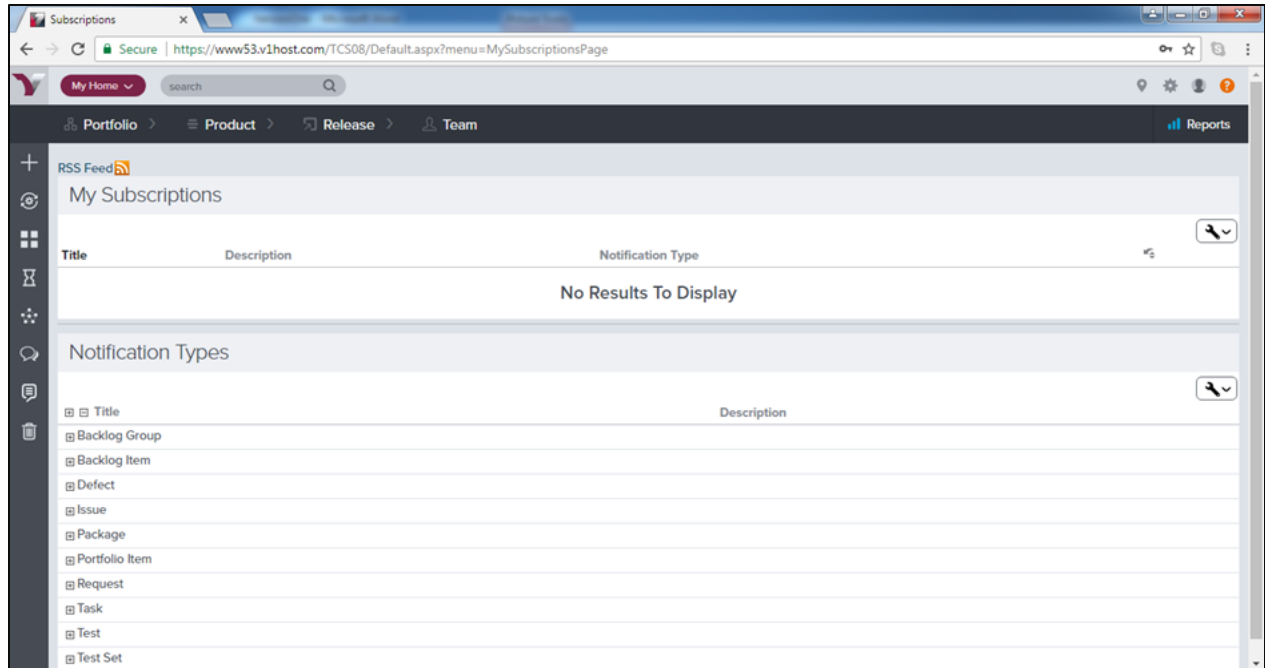 Subscriptions
Secure | https://www53.v1host.com/TCS08/Default.aspx?menu=MySubscriptionsPage
My Home search
Portfolio Product Release Team Reports
RSS Feed
My Subscriptions
Title Description Notification Type
No Results To Display
Notification Types
Title Description
Backlog Group
Backlog Item
Defect
Issue
Package
Portfolio Item
Request
Task
Test
Test Set